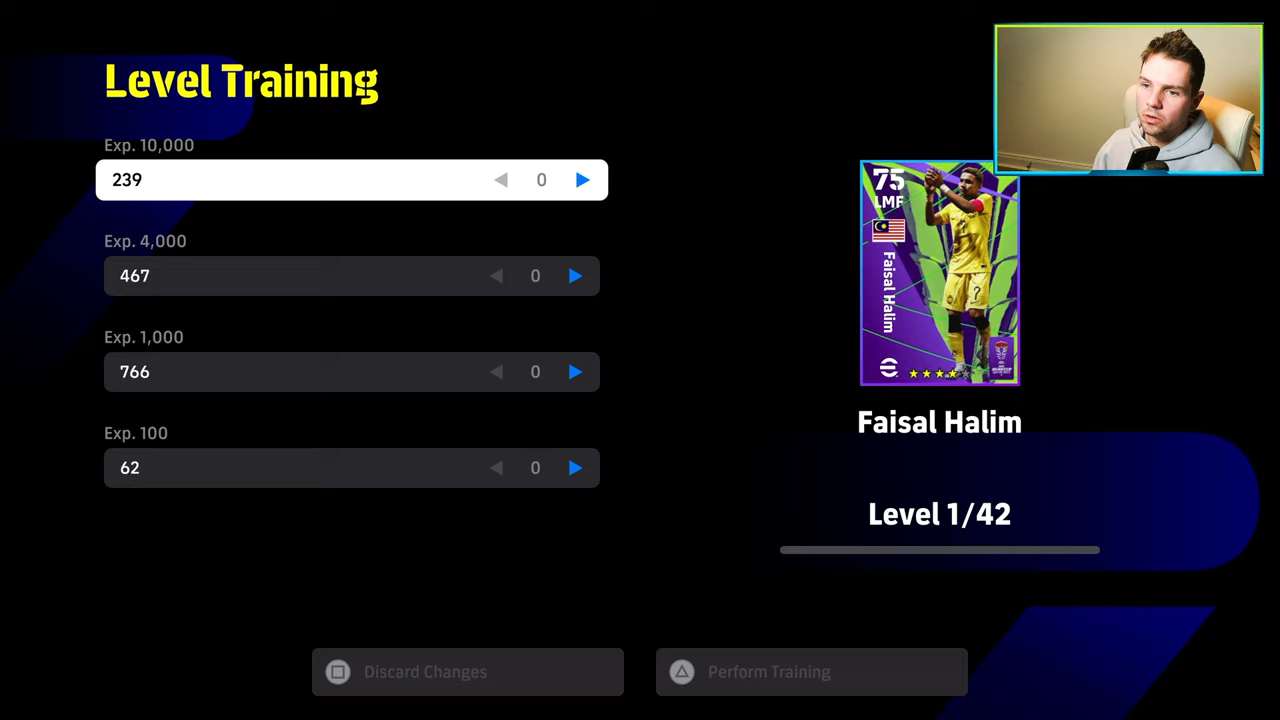 Level Training
Exp. 10,000
239
0
Exp. 4,000
467
0
Exp. 1,000
766
0
Exp. 100
62
0
75
LMF
Faisal Halim
Faisal Halim
Level 1/42
Discard Changes
Perform Training